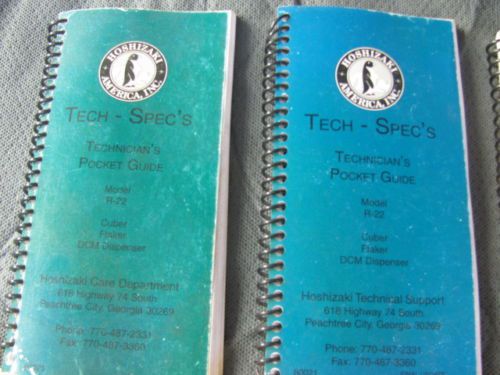 HOSHIZAKI
AMERICA, INC.
TECH - SPEC'S
TECHNICIAN'S
POCKET GUIDE
Model
R-22
Cuber
Flaker
DCM Dispenser
Hoshizaki Care Department
618 Highway 74 South
Peachtree City, Georgia 30269
Phone: 770-487-2331
Fax: 770-487-3360
HOSHIZAKI
AMERICA, INC.
TECH - SPEC'S
TECHNICIAN'S
POCKET GUIDE
Model
R-22
Cuber
Flaker
DCM Dispenser
Hoshizaki Technical Support
618 Highway 74 South
Peachtree City, Georgia 30269
Phone: 770-487-2331
Fax: 770-487-3360
80021